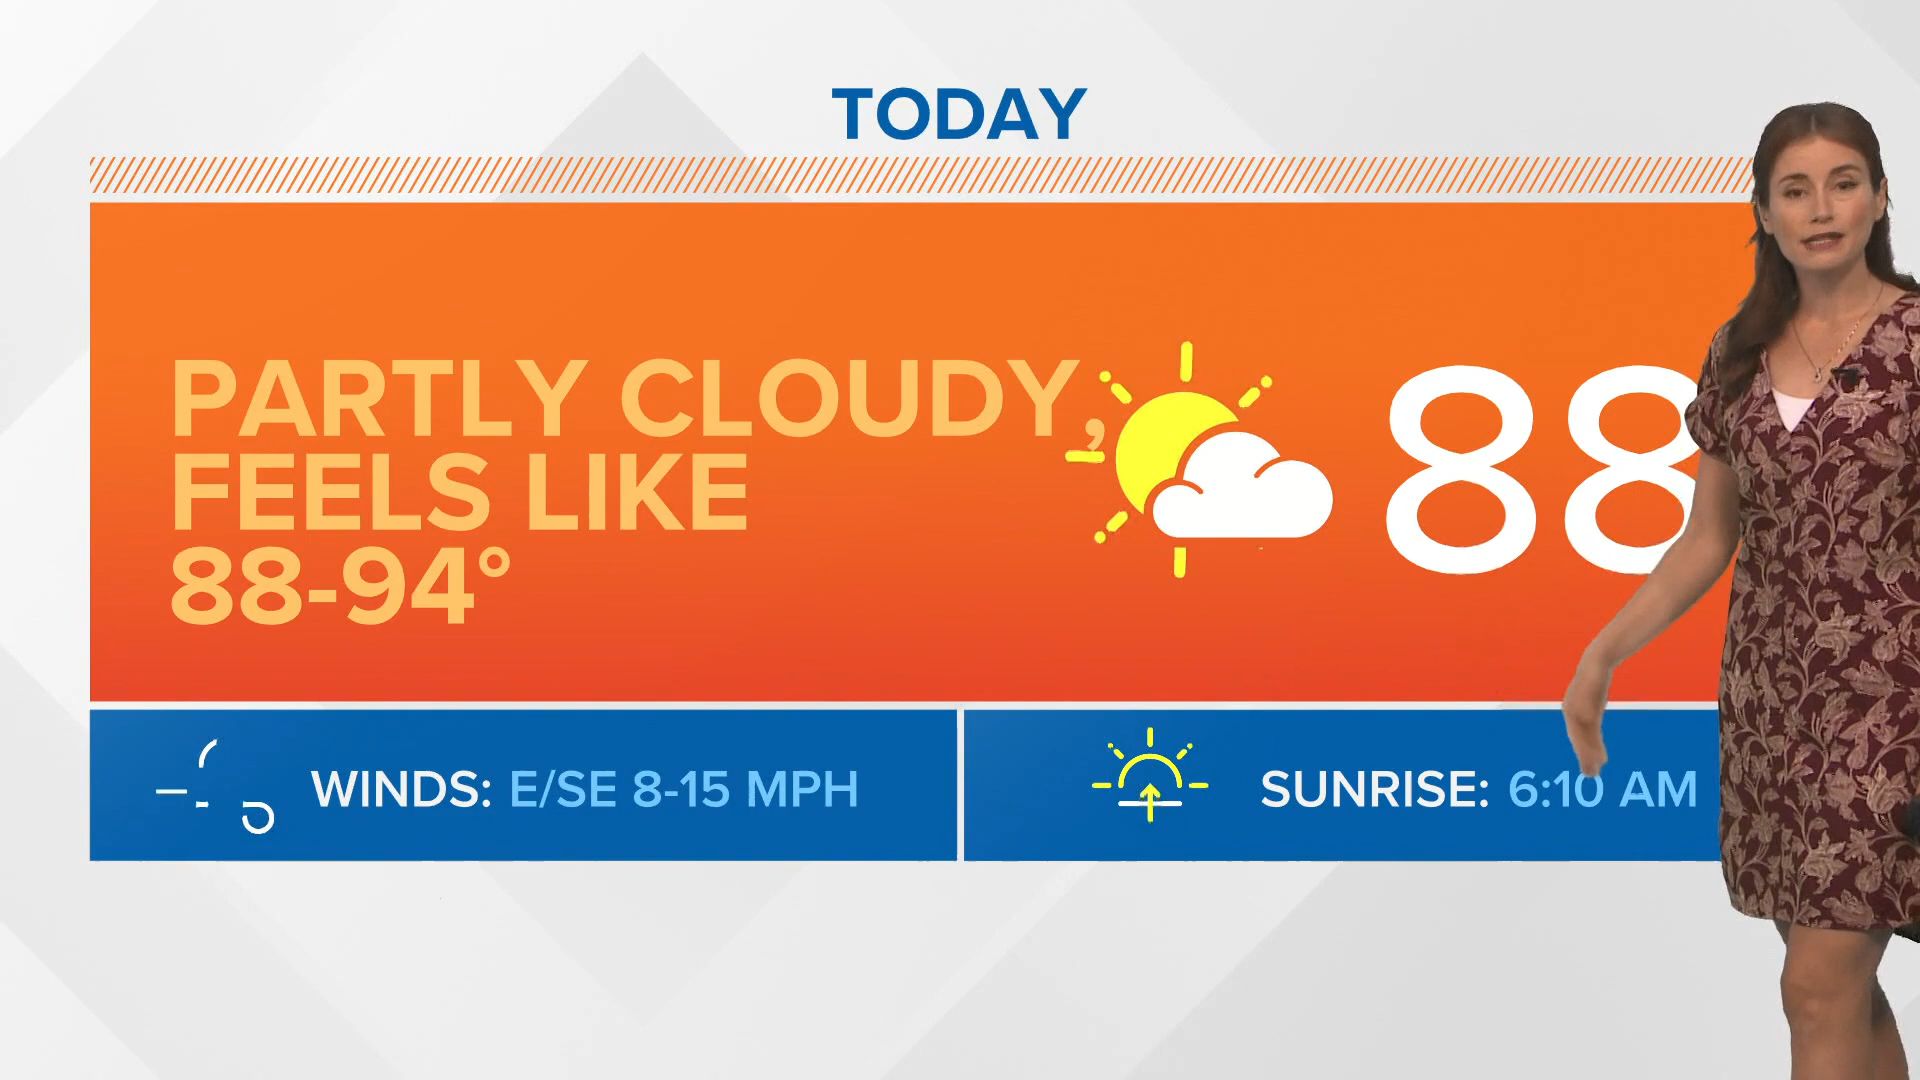 TODAY
PARTLY CLOUDY,
FEELS LIKE
88-94°
88
WINDS: E/SE 8-15 MPH
SUNRISE: 6:10 AM